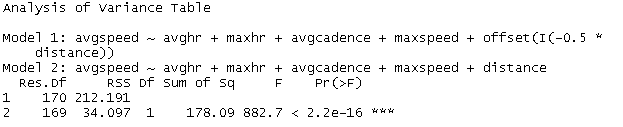 Analysis of Variance Table
Model 1: avgspeed ~ avghr + maxhr + avgcadence + maxspeed + offset(I(-0.5 *
    distance))
Model 2: avgspeed ~ avghr + maxhr + avgcadence + maxspeed + distance
  Res.Df     RSS Df Sum of Sq     F    Pr(>F)
1    170 212.191
2    169  34.097  1    178.09 882.7 < 2.2e-16 ***